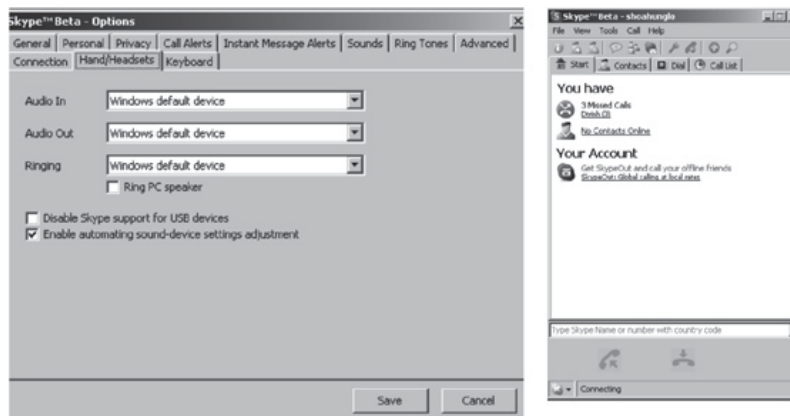 Skype™ Beta - Options
General Personal Privacy Call Alerts Instant Message Alerts Sounds Ring Tones Advanced
Connection Hand/Headsets Keyboard
Audio In Windows default device
Audio Out Windows default device
Ringing Windows default device
Ring PC speaker
Disable Skype support for USB devices
Enable automating sound-device settings adjustment
Save Cancel
Skype™ Beta - shoahunglo
File View Tools Call Help
Start Contacts Dial Call List
You have
3 Missed Calls
No Contacts Online
Your Account
Get SkypeOut and call your offline friends
SkypeOut: Global calling at local rates
Type Skype Name or number with country code
Connecting